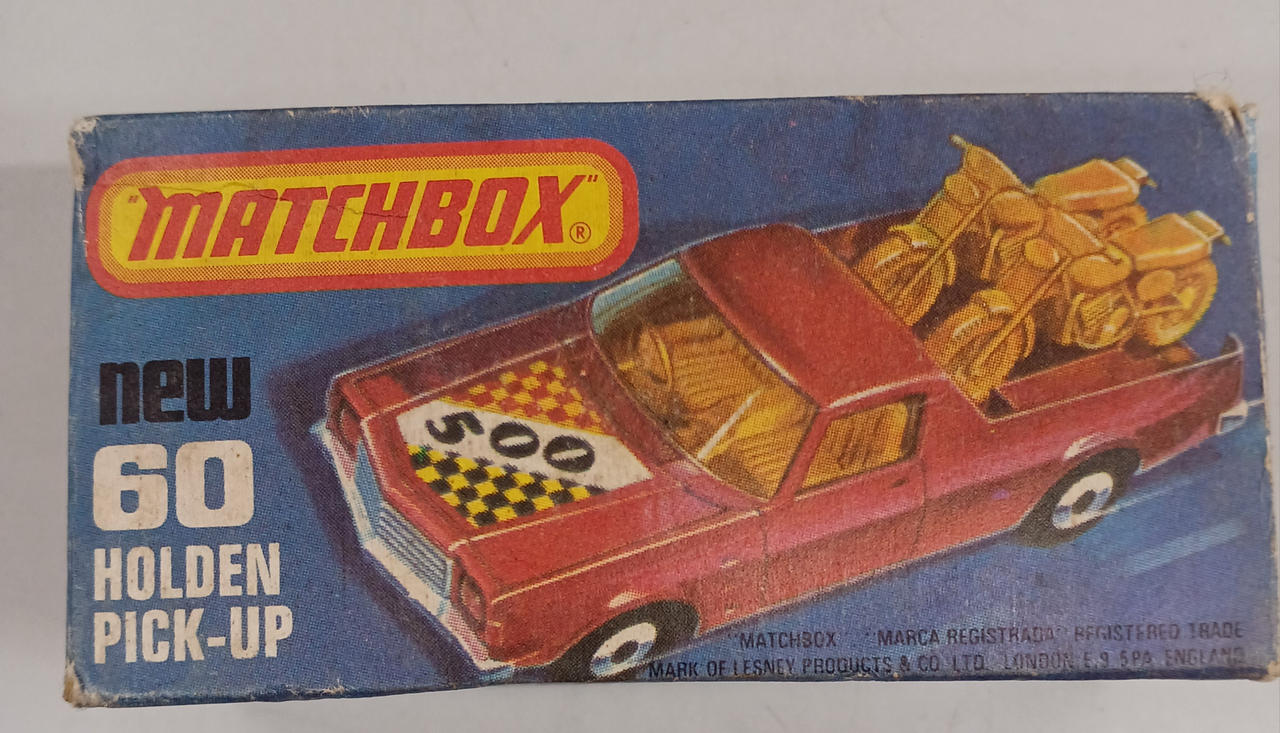 "MATCHBOX" ®
new
60
HOLDEN
PICK-UP
500
"MATCHBOX" "MARCA REGISTRADA" REGISTERED TRADE
MARK OF LESNEY PRODUCTS & CO. LTD. LONDON E.9 5PA ENGLAND